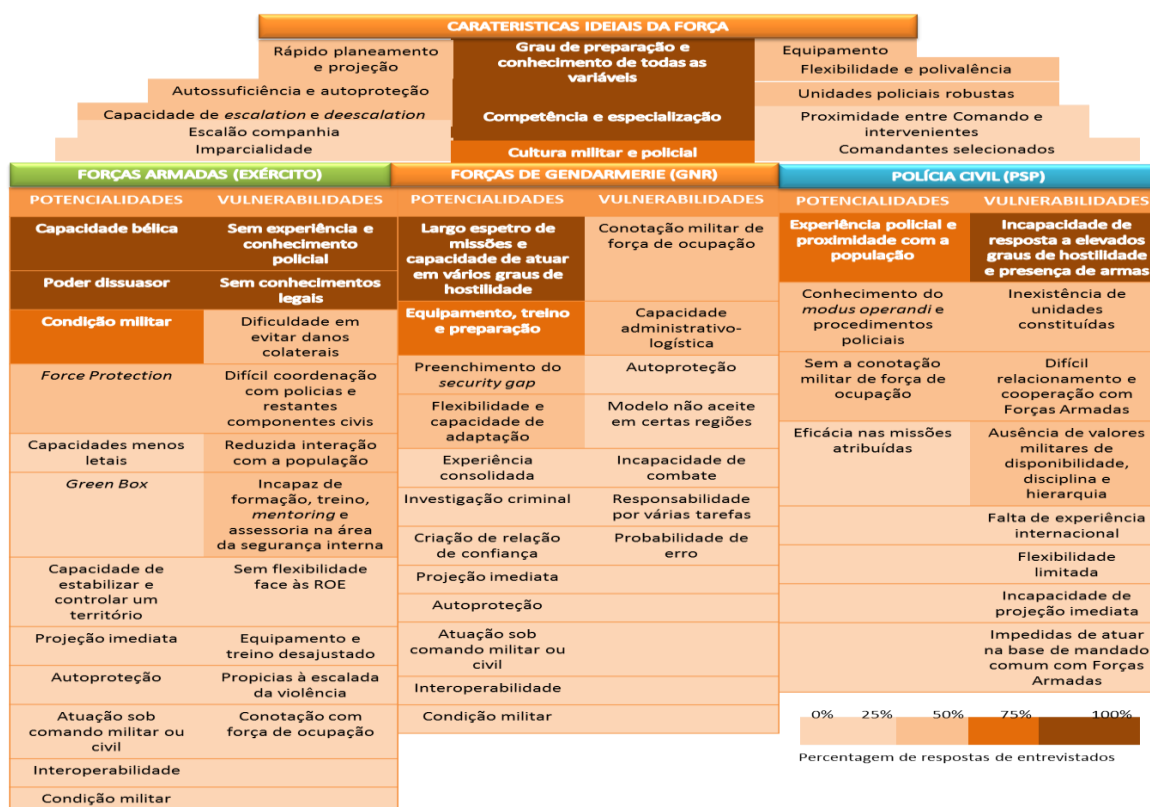 CARATERISTICAS IDEIAIS DA FORÇA
Rápido planeamento
e projeção
Autossuficiência e autoproteção
Capacidade de escalation e deescalation
Escalão companhia
Imparcialidade
Grau de preparação e
conhecimento de todas as
variáveis
Competência e especialização
Cultura militar e policial
Equipamento
Flexibilidade e polivalência
Unidades policiais robustas
Proximidade entre Comando e
intervenientes
Comandantes selecionados
FORÇAS ARMADAS (EXÉRCITO)
POTENCIALIDADES
Capacidade bélica
Poder dissuasor
Condição militar
Force Protection
Capacidades menos
letais
Green Box
Capacidade de
estabilizar e
controlar um
território
Projeção imediata
Autoproteção
Atuação sob
comando militar ou
civil
Interoperabilidade
Condição militar
VULNERABILIDADES
Sem experiência e
conhecimento
policial
Sem conhecimentos
legais
Dificuldade em
evitar danos
colaterais
Difícil coordenação
com policias e
restantes
componentes civis
Reduzida interação
com a população
Incapaz de
formação, treino,
mentoring e
assessoria na área
da segurança interna
Sem flexibilidade
face às ROE
Equipamento e
treino desajustado
Propicias à escalada
da violência
Conotação com
força de ocupação
FORÇAS DE GENDARMERIE (GNR)
POTENCIALIDADES
Largo espetro de
missões e
capacidade de atuar
em vários graus de
hostilidade
Equipamento, treino
e preparação
Preenchimento do
security gap
Flexibilidade e
capacidade de
adaptação
Experiência
consolidada
Investigação criminal
Criação de relação
de confiança
Projeção imediata
Autoproteção
Atuação sob
comando militar ou
civil
Interoperabilidade
Condição militar
VULNERABILIDADES
Conotação militar de
força de ocupação
Capacidade
administrativo-
logística
Autoproteção
Modelo não aceite
em certas regiões
Incapacidade de
combate
Responsabilidade
por várias tarefas
Probabilidade de
erro
POLÍCIA CIVIL (PSP)
POTENCIALIDADES
Experiência policial e
proximidade com a
população
Conhecimento do
modus operandi e
procedimentos
policiais
Sem a conotação
militar de força de
ocupação
Eficácia nas missões
atribuídas
VULNERABILIDADES
Incapacidade de
resposta a elevados
graus de hostilidade
e presença de armas
Inexistência de
unidades
constituídas
Difícil
relacionamento e
cooperação com
Forças Armadas
Ausência de valores
militares de
disponibilidade,
disciplina e
hierarquia
Falta de experiência
internacional
Flexibilidade
limitada
Incapacidade de
projeção imediata
Impedidas de atuar
na base de mandado
comum com Forças
Armadas
0% 25% 50% 75% 100%
Percentagem de respostas de entrevistados